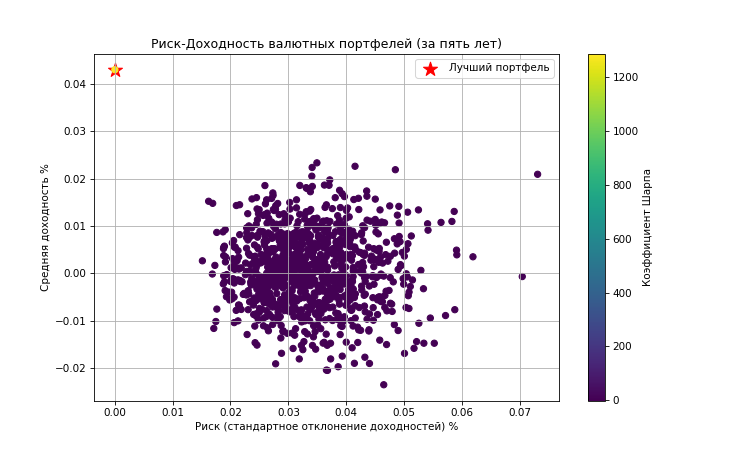 Риск-Доходность валютных портфелей (за пять лет)
Лучший портфель
Средняя доходность %
0.04
0.03
0.02
0.01
0.00
−0.01
−0.02
0.00 0.01 0.02 0.03 0.04 0.05 0.06 0.07
Риск (стандартное отклонение доходностей) %
1200
1000
800
600
400
200
0
Коэффициент Шарпа